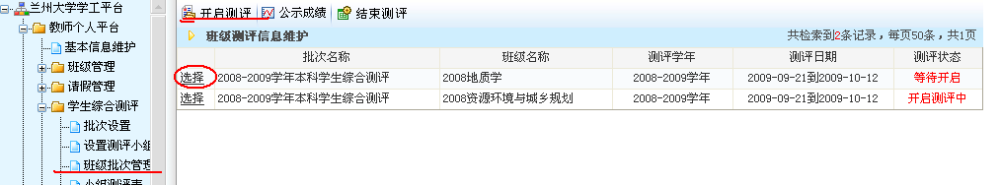 兰州大学学工平台
教师个人平台
基本信息维护
班级管理
请假管理
学生综合测评
批次设置
设置测评小组
班级批次管理
小组测评表
开启测评 公示成绩 结束测评
班级测评信息维护 共检索到2条记录，每页50条，共1页
批次名称 班级名称 测评学年 测评日期 测评状态
选择 2008-2009学年本科学生综合测评 2008地质学 2008-2009学年 2009-09-21到2009-10-12 等待开启
选择 2008-2009学年本科学生综合测评 2008资源环境与城乡规划 2008-2009学年 2009-09-21到2009-10-12 开启测评中